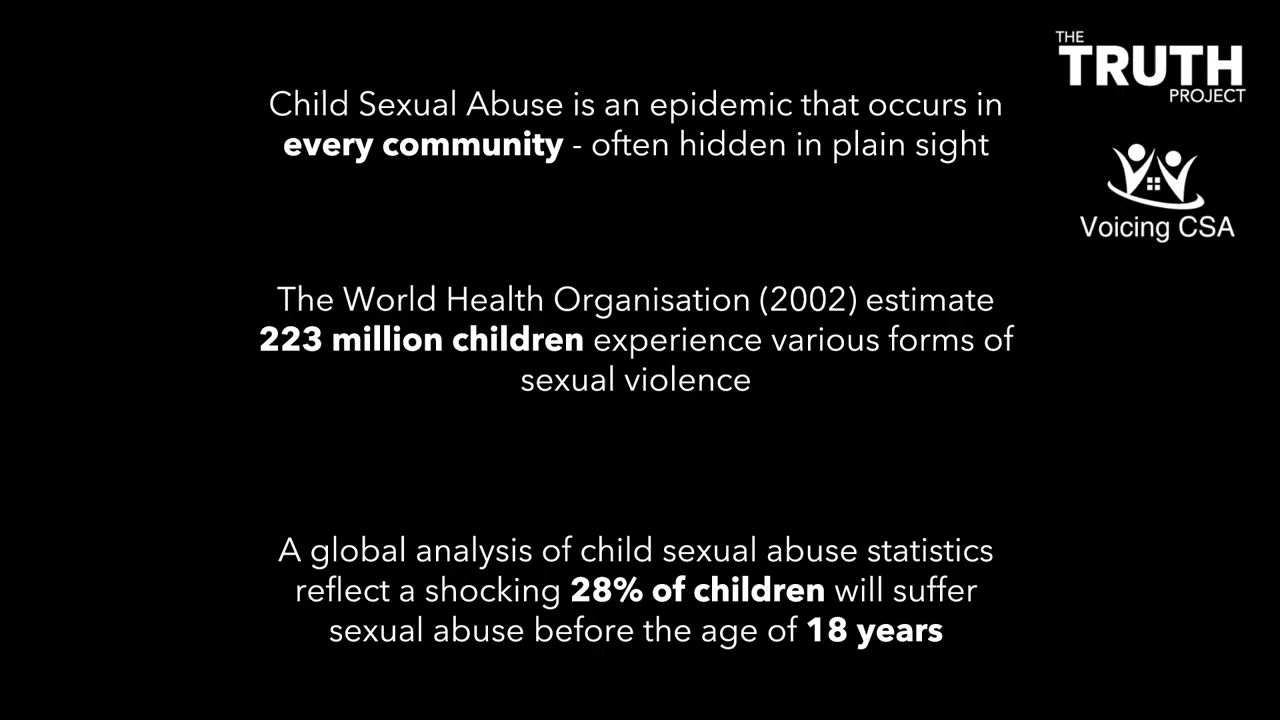 Child Sexual Abuse is an epidemic that occurs in
every community - often hidden in plain sight
The World Health Organisation (2002) estimate
223 million children experience various forms of
sexual violence
A global analysis of child sexual abuse statistics
reflect a shocking 28% of children will suffer
sexual abuse before the age of 18 years
THE
TRUTH
PROJECT
Voicing CSA